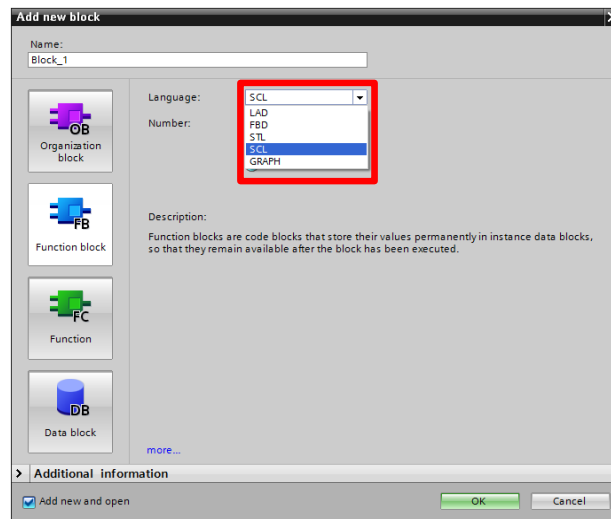 Add new block
Name:
Block_1
OB
Organization
block
FB
Function block
FC
Function
DB
Data block
Language:
SCL
LAD
FBD
STL
SCL
GRAPH
Number:
Description:
Function blocks are code blocks that store their values permanently in instance data blocks,
so that they remain available after the block has been executed.
more...
Additional information
Add new and open
OK
Cancel